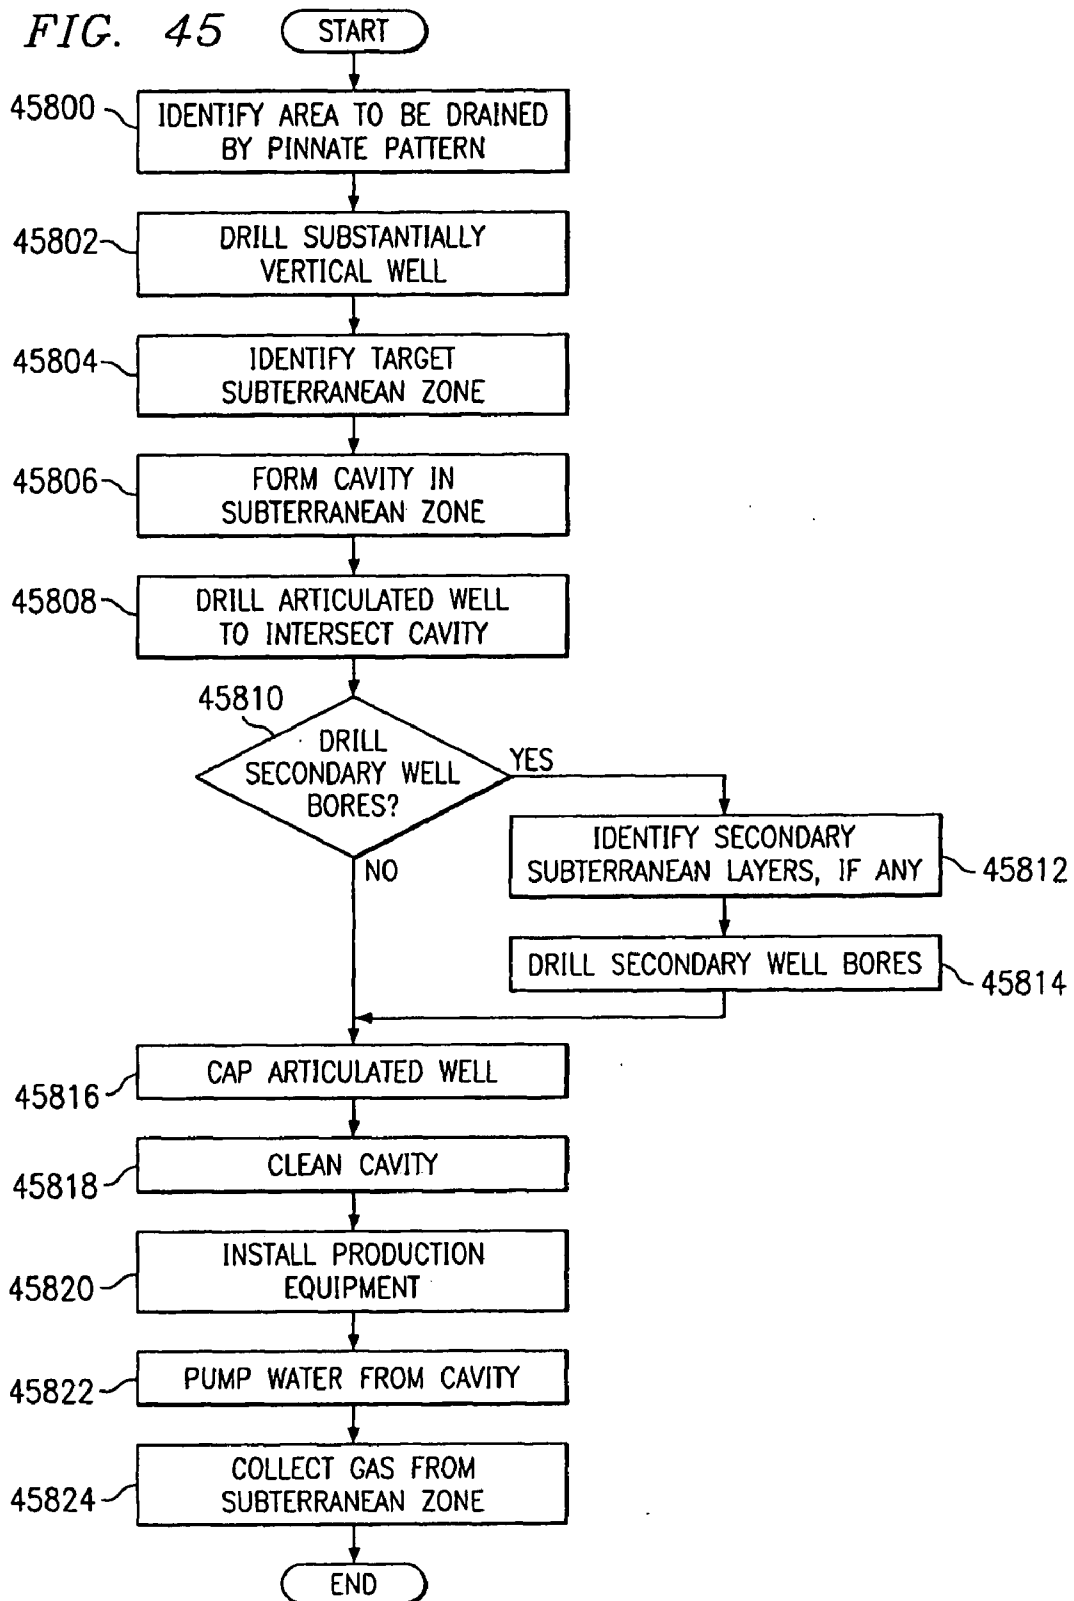 FIG. 45
START
45800
IDENTIFY AREA TO BE DRAINED
BY PINNATE PATTERN
45802
DRILL SUBSTANTIALLY
VERTICAL WELL
45804
IDENTIFY TARGET
SUBTERRANEAN ZONE
45806
FORM CAVITY IN
SUBTERRANEAN ZONE
45808
DRILL ARTICULATED WELL
TO INTERSECT CAVITY
45810
DRILL
SECONDARY WELL
BORES?
YES
NO
IDENTIFY SECONDARY
SUBTERRANEAN LAYERS, IF ANY
45812
DRILL SECONDARY WELL BORES
45814
CAP ARTICULATED WELL
45816
CLEAN CAVITY
45818
INSTALL PRODUCTION
EQUIPMENT
45820
PUMP WATER FROM CAVITY
45822
COLLECT GAS FROM
SUBTERRANEAN ZONE
45824
END